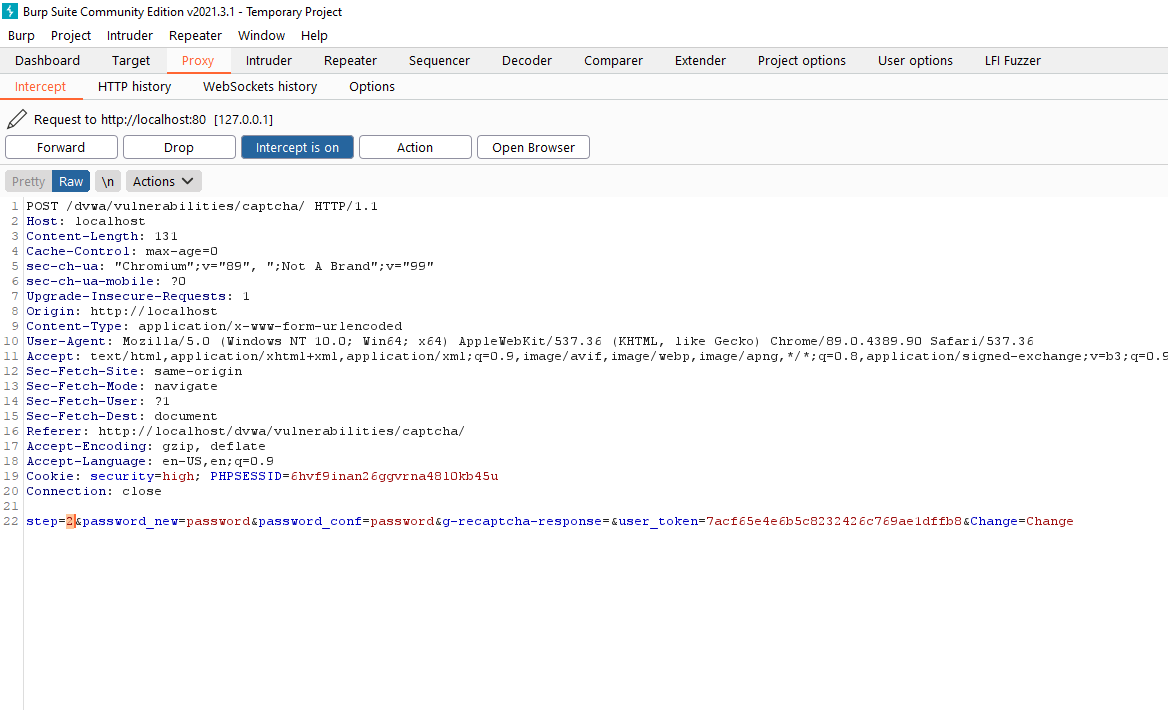 Burp Suite Community Edition v2021.3.1 - Temporary Project
Burp Project Intruder Repeater Window Help
Dashboard Target Proxy Intruder Repeater Sequencer Decoder Comparer Extender Project options User options LFI Fuzzer
Intercept HTTP history WebSockets history Options
Request to http://localhost:80 [127.0.0.1]
Forward Drop Intercept is on Action Open Browser
Pretty Raw \n Actions
1 POST /dvwa/vulnerabilities/captcha/ HTTP/1.1
2 Host: localhost
3 Content-Length: 131
4 Cache-Control: max-age=0
5 sec-ch-ua: "Chromium";v="89", ";Not A Brand";v="99"
6 sec-ch-ua-mobile: ?0
7 Upgrade-Insecure-Requests: 1
8 Origin: http://localhost
9 Content-Type: application/x-www-form-urlencoded
10 User-Agent: Mozilla/5.0 (Windows NT 10.0; Win64; x64) AppleWebKit/537.36 (KHTML, like Gecko) Chrome/89.0.4389.90 Safari/537.36
11 Accept: text/html,application/xhtml+xml,application/xml;q=0.9,image/avif,image/webp,image/apng,*/*;q=0.8,application/signed-exchange;v=b3;q=0.9
12 Sec-Fetch-Site: same-origin
13 Sec-Fetch-Mode: navigate
14 Sec-Fetch-User: ?1
15 Sec-Fetch-Dest: document
16 Referer: http://localhost/dvwa/vulnerabilities/captcha/
17 Accept-Encoding: gzip, deflate
18 Accept-Language: en-US,en;q=0.9
19 Cookie: security=high; PHPSESSID=6hvf9inan26ggvrna48l0kb45u
20 Connection: close
21
22 step=2&password_new=password&password_conf=password&g-recaptcha-response=&user_token=7acf65e4e6b5c8232426c769ae1dffb8&Change=Change